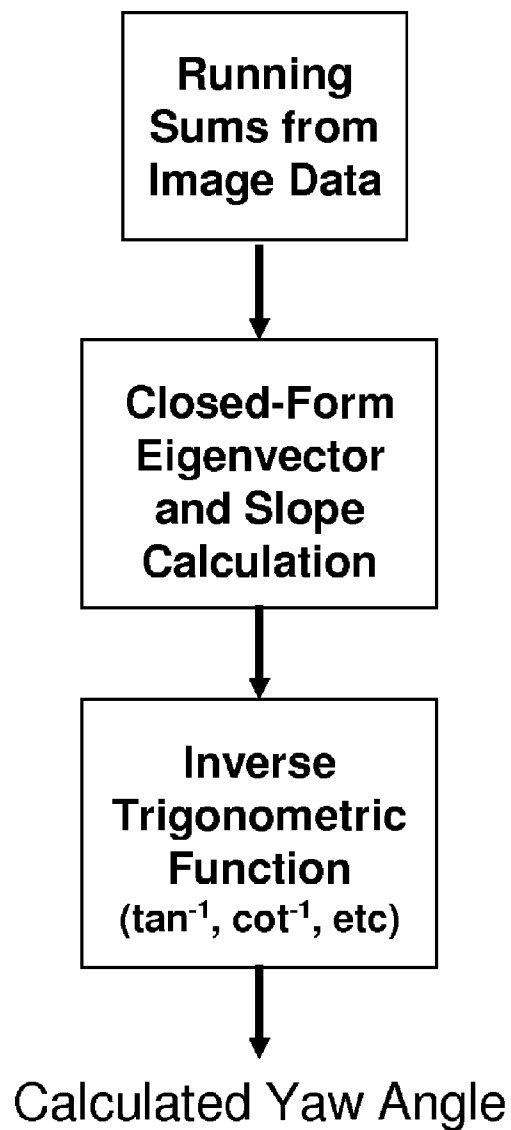 Running
Sums from
Image Data
Closed-Form
Eigenvector
and Slope
Calculation
Inverse
Trigonometric
Function
(tan⁻¹, cot⁻¹, etc)
Calculated Yaw Angle